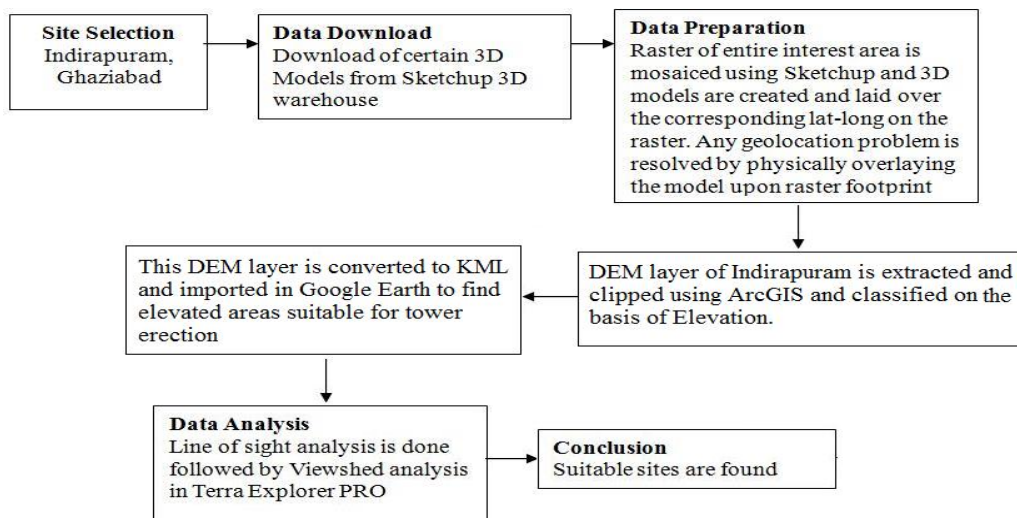 Site Selection
Indirapuram,
Ghaziabad
Data Download
Download of certain 3D
Models from Sketchup 3D
warehouse
Data Preparation
Raster of entire interest area is
mosaiced using Sketchup and 3D
models are created and laid over
the corresponding lat-long on the
raster. Any geolocation problem is
resolved by physically overlaying
the model upon raster footprint
DEM layer of Indirapuram is extracted and
clipped using ArcGIS and classified on the
basis of Elevation.
This DEM layer is converted to KML
and imported in Google Earth to find
elevated areas suitable for tower
erection
Data Analysis
Line of sight analysis is done
followed by Viewshed analysis
in Terra Explorer PRO
Conclusion
Suitable sites are found